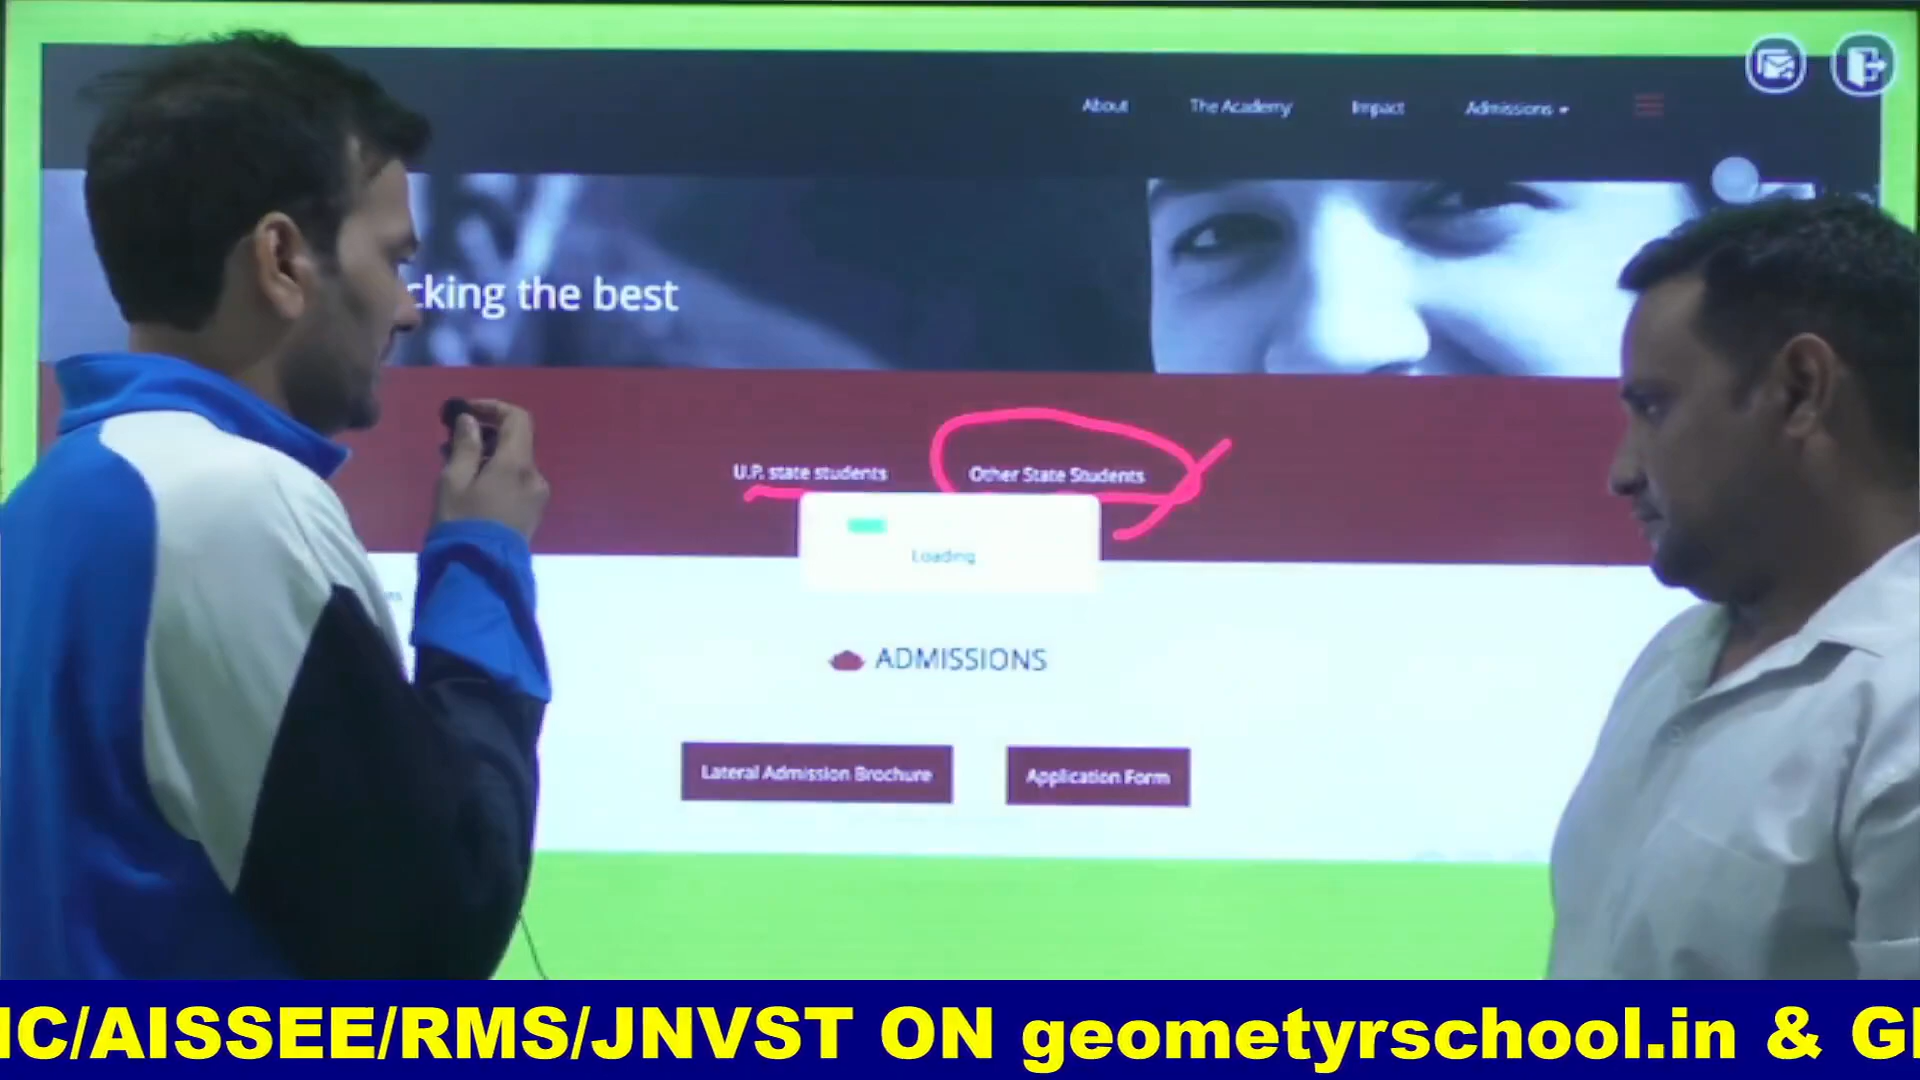 About The Academy Impact Admissions
cking the best
U.P. state students Other State Students
Loading
ADMISSIONS
Lateral Admission Brochure Application Form
IC/AISSEE/RMS/JNVST ON geometyrschool.in &